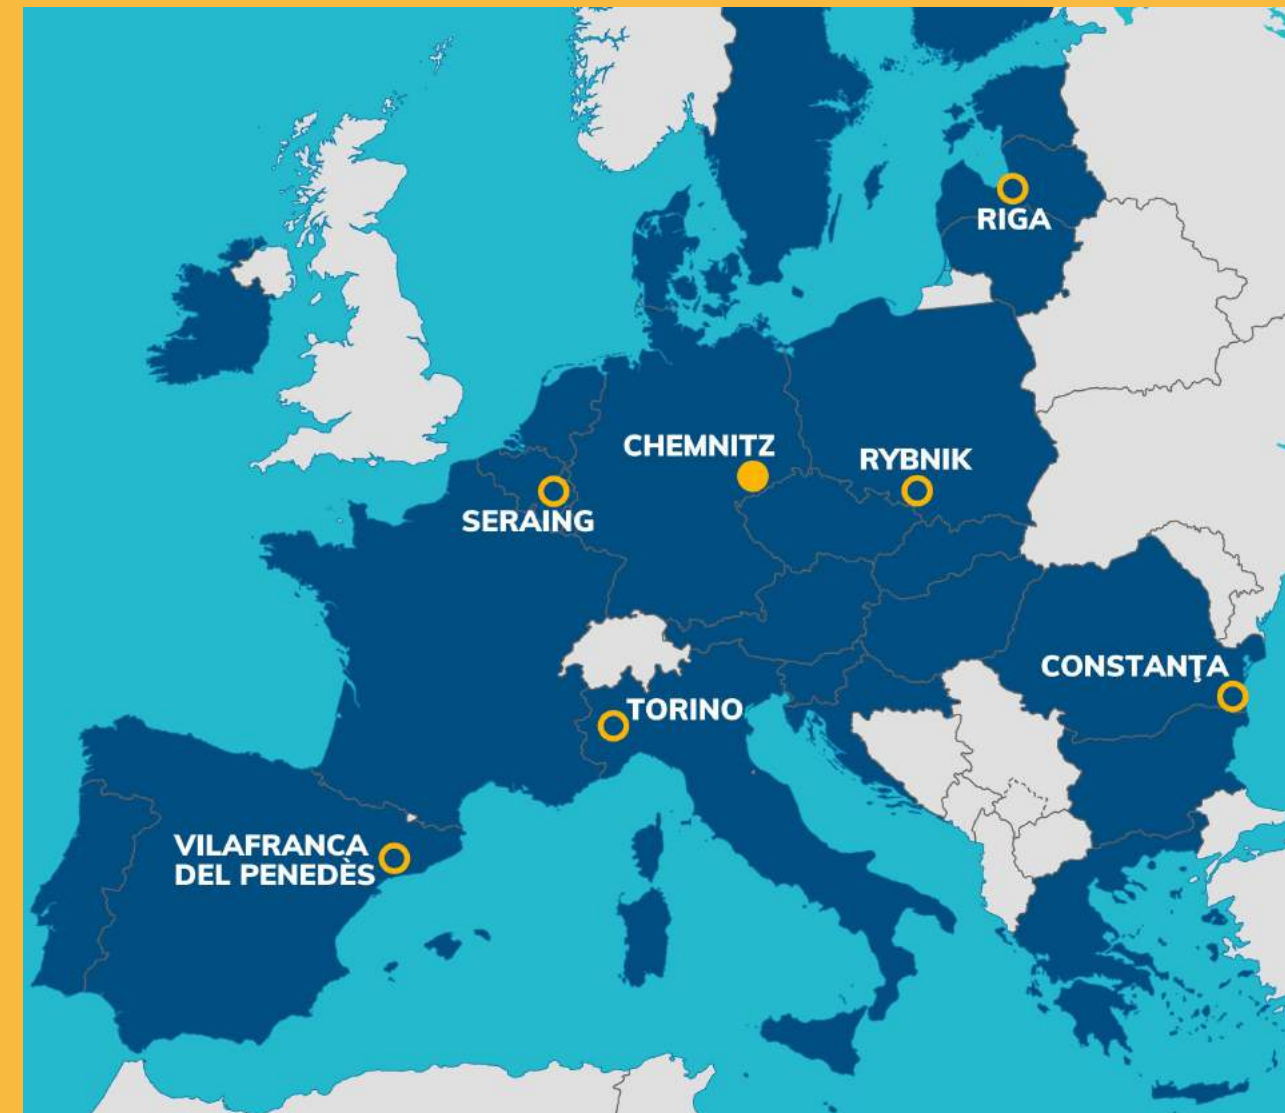 RIGA
CHEMNITZ
RYBNIK
SERAING
CONSTANŢA
TORINO
VILAFRANCA
DEL PENEDÈS